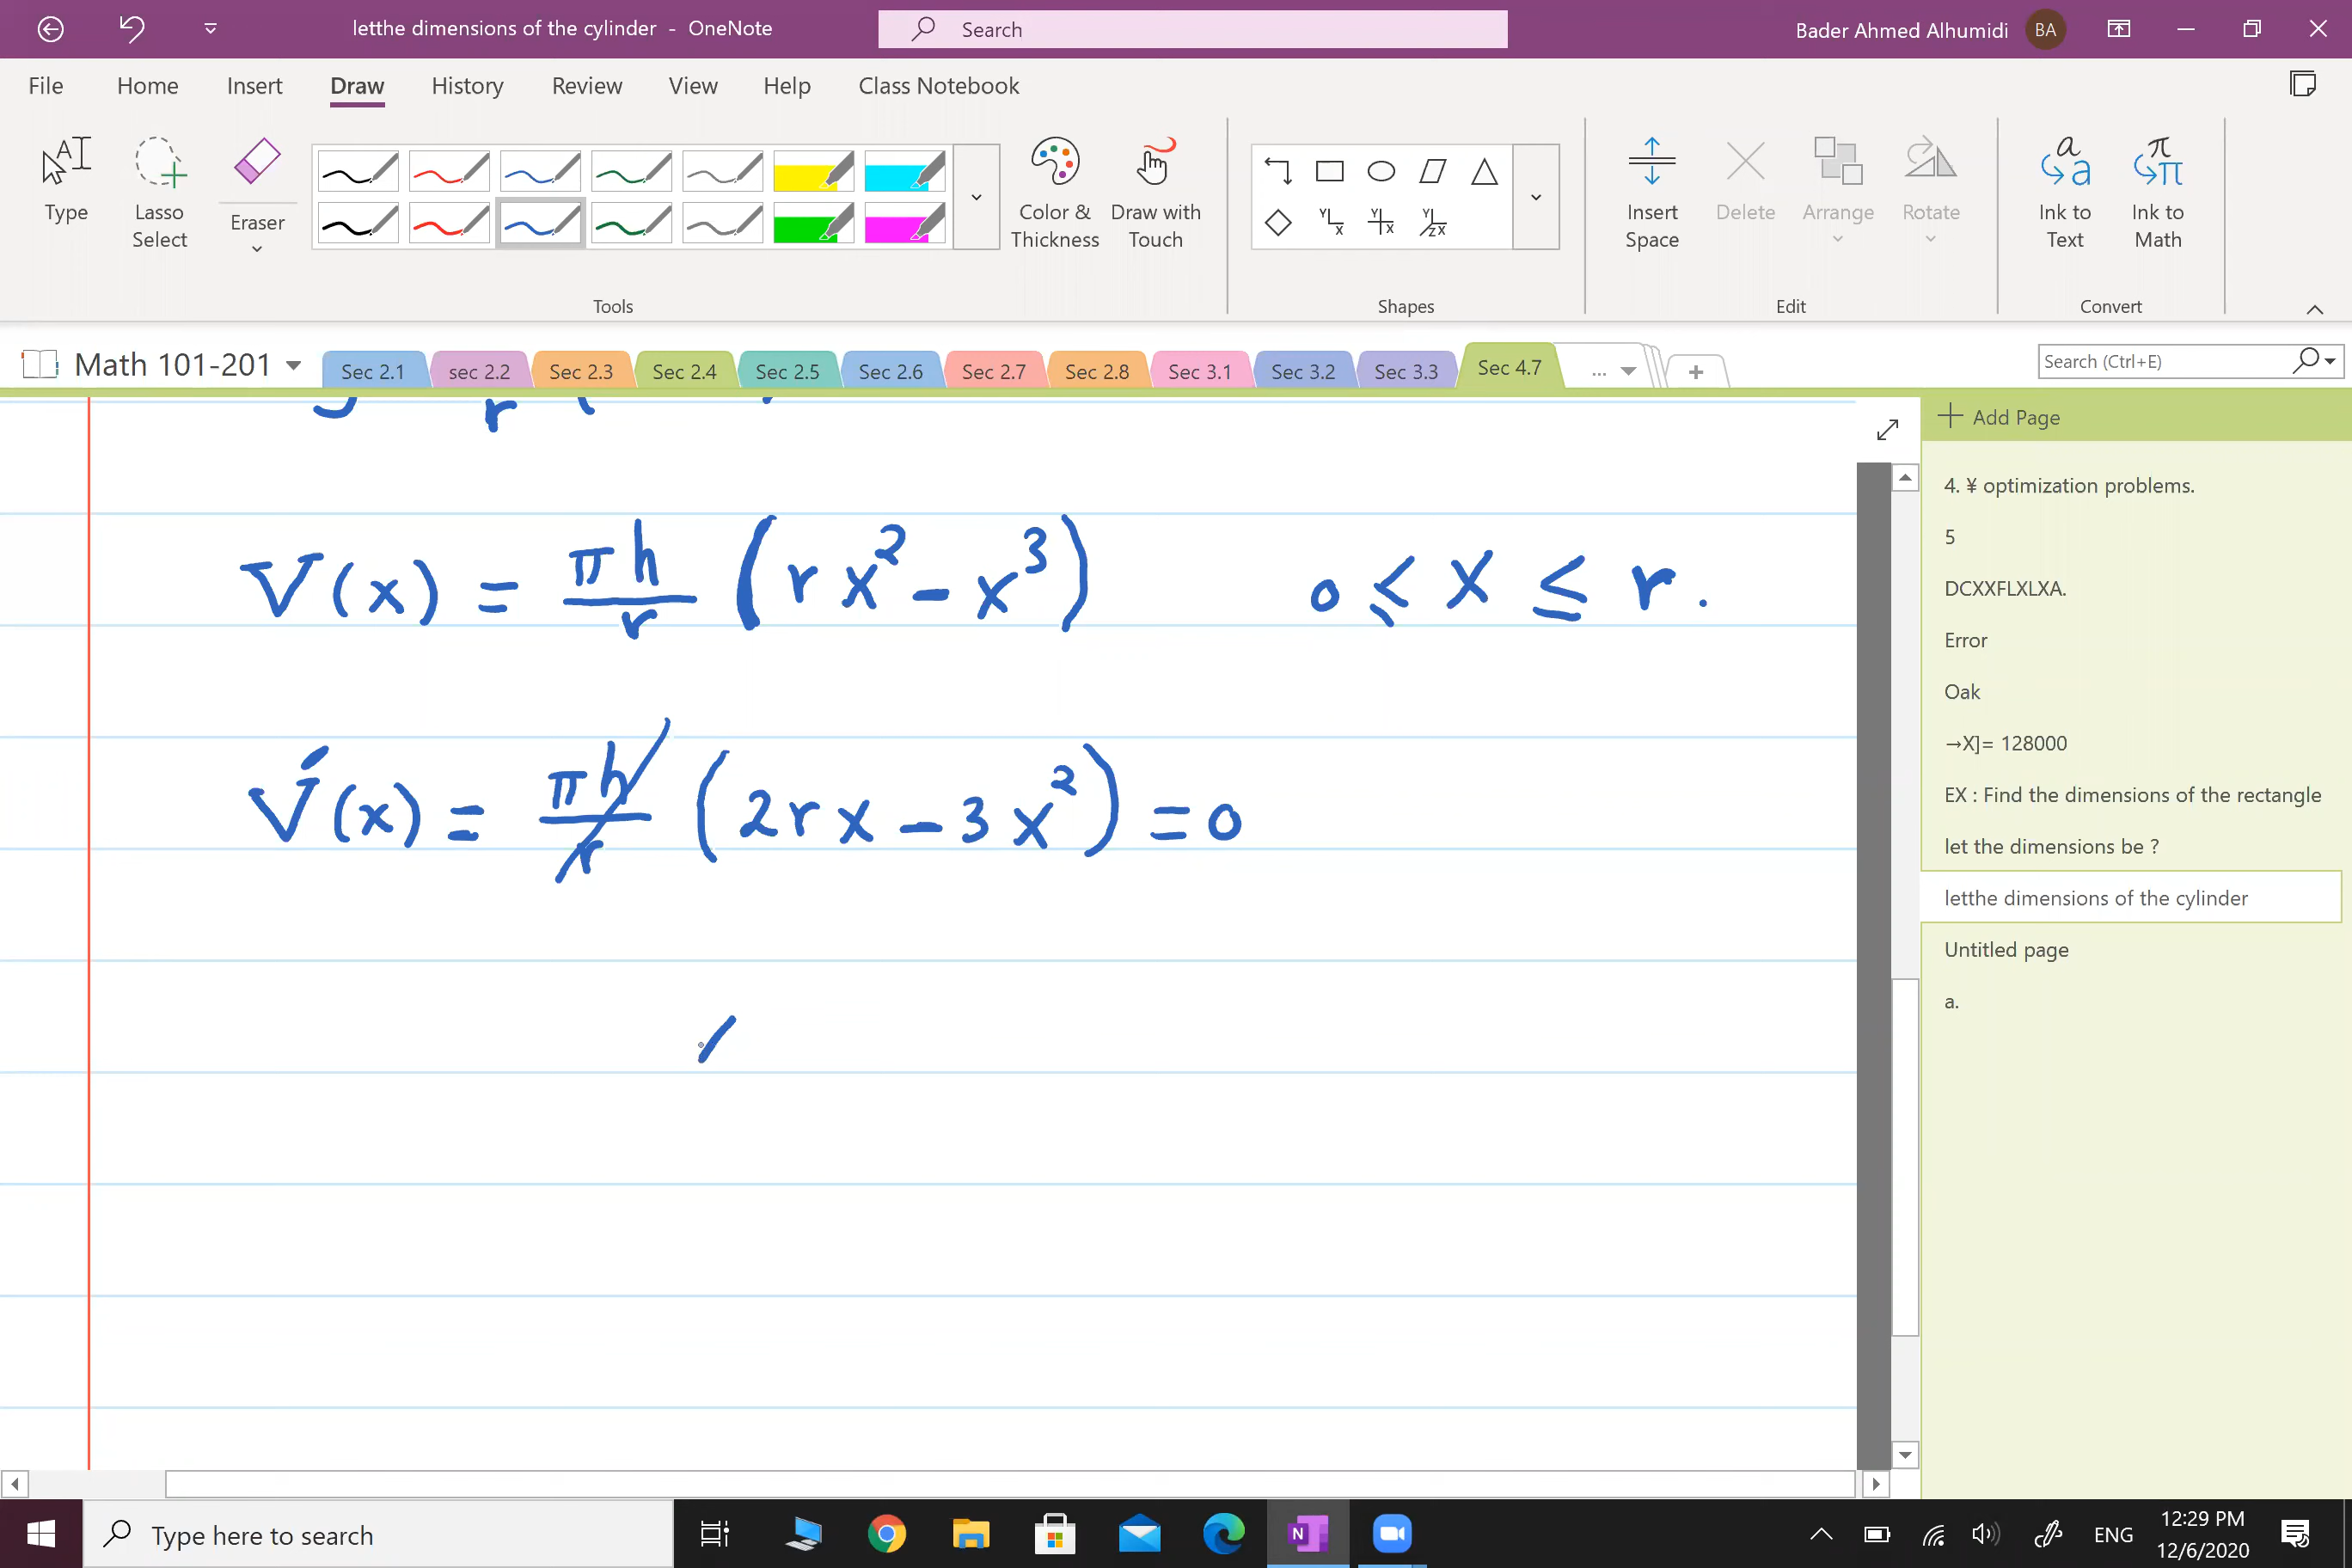 letthe dimensions of the cylinder - OneNote
Search
Bader Ahmed Alhumidi
BA
File Home Insert Draw History Review View Help Class Notebook
Type
Lasso Select
Eraser
Color & Thickness
Draw with Touch
Insert Space
Delete
Arrange
Rotate
Ink to Text
Ink to Math
Tools
Shapes
Edit
Convert
Math 101-201
Sec 2.1 sec 2.2 Sec 2.3 Sec 2.4 Sec 2.5 Sec 2.6 Sec 2.7 Sec 2.8 Sec 3.1 Sec 3.2 Sec 3.3 Sec 4.7 ...
Search (Ctrl+E)
V(x) = πh/r (rx² - x³) 0 ≤ x ≤ r.
V́(x) = πh/r (2rx - 3x²) = 0
Add Page
4. ¥ optimization problems.
5
DCXXFLXLXA.
Error
Oak
→X]= 128000
EX : Find the dimensions of the rectangle
let the dimensions be ?
letthe dimensions of the cylinder
Untitled page
a.
Type here to search
ENG
12:29 PM
12/6/2020